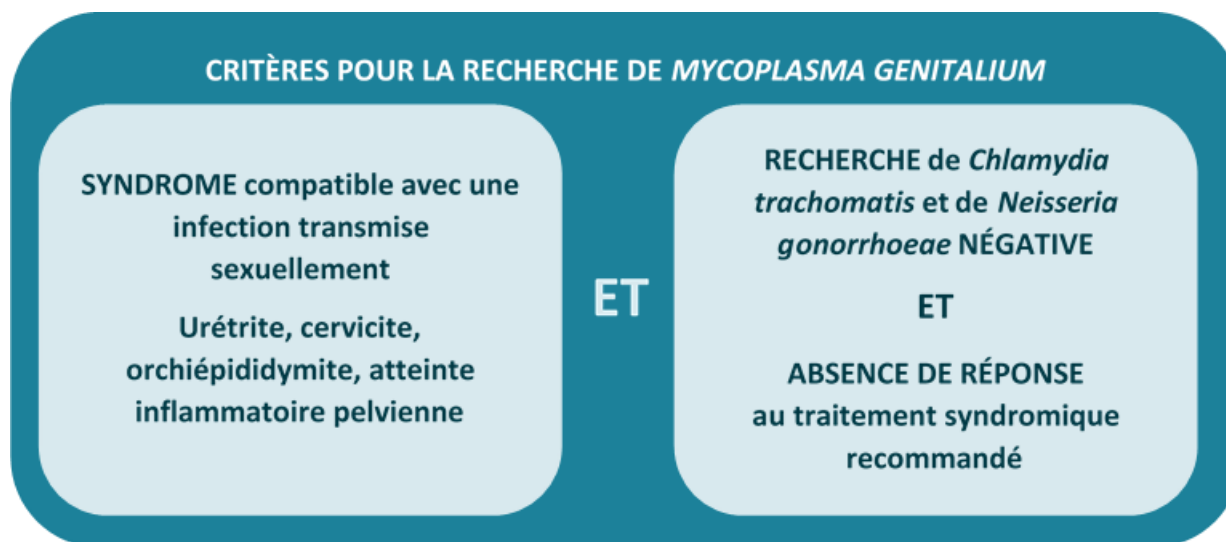 CRITÈRES POUR LA RECHERCHE DE MYCOPLASMA GENITALIUM
SYNDROME compatible avec une
infection transmise
sexuellement
Urétrite, cervicite,
orchiépididymite, atteinte
inflammatoire pelvienne
ET
RECHERCHE de Chlamydia
trachomatis et de Neisseria
gonorrhoeae NÉGATIVE
ET
ABSENCE DE RÉPONSE
au traitement syndromique
recommandé